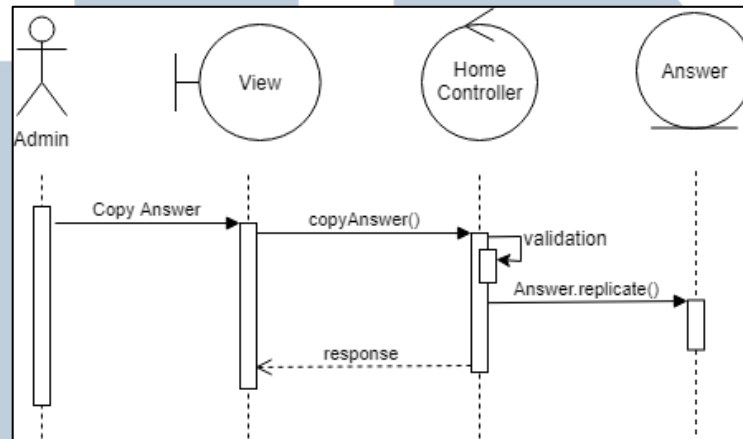 View
Home
Controller
Answer
Admin
Copy Answer
copyAnswer()
validation
Answer.replicate()
response